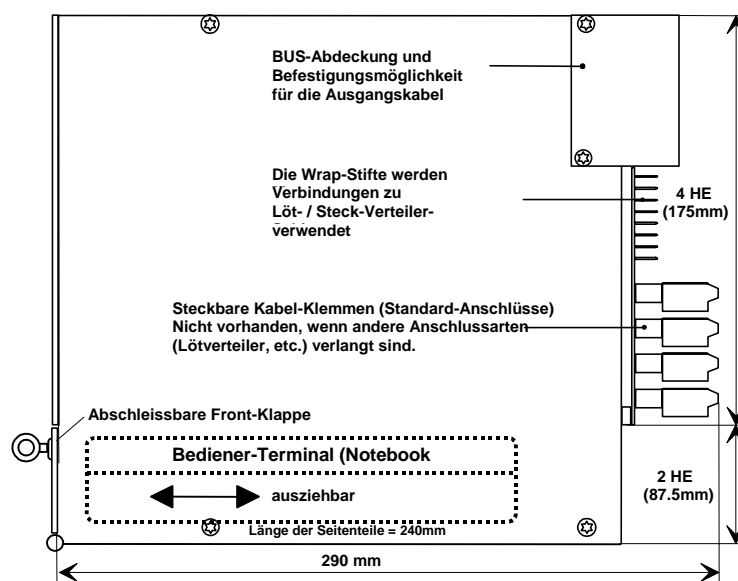 BUS-Abdeckung und
Befestigungsmöglichkeit
für die Ausgangskabel
Die Wrap-Stifte werden
Verbindungen zu
Löt- / Steck-Verteiler-
verwendet
4 HE
(175mm)
Steckbare Kabel-Klemmen (Standard-Anschlüsse)
Nicht vorhanden, wenn andere Anschlussarten
(Lötverteiler, etc.) verlangt sind.
Abschleissbare Front-Klappe
Bediener-Terminal (Notebook
ausziehbar
2 HE
(87.5mm)
Länge der Seitenteile = 240mm
290 mm